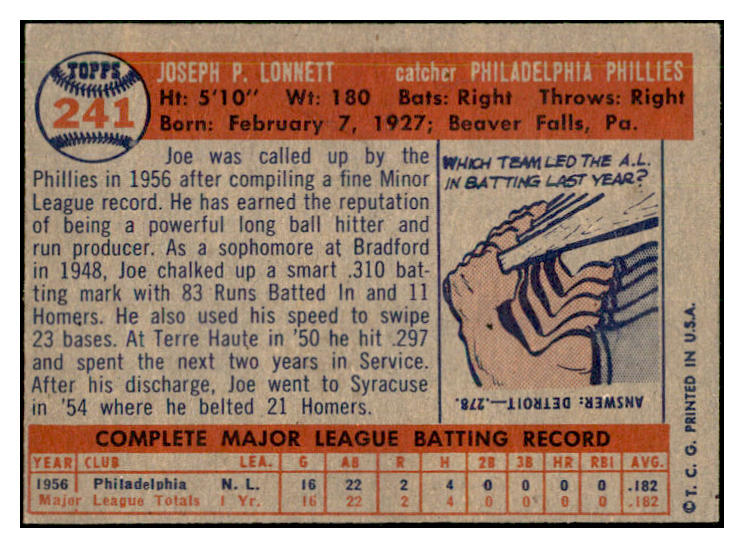 TOPPS
241
JOSEPH P. LONNETT catcher PHILADELPHIA PHILLIES
Ht: 5'10" Wt: 180 Bats: Right Throws: Right
Born: February 7, 1927; Beaver Falls, Pa.
Joe was called up by the
Phillies in 1956 after compiling a fine Minor
League record. He has earned the reputation
of being a powerful long ball hitter and
run producer. As a sophomore at Bradford
in 1948, Joe chalked up a smart .310 bat-
ting mark with 83 Runs Batted In and 11
Homers. He also used his speed to swipe
23 bases. At Terre Haute in '50 he hit .297
and spent the next two years in Service.
After his discharge, Joe went to Syracuse
in '54 where he belted 21 Homers.
WHICH TEAM LED THE A.L.
IN BATTING LAST YEAR?
ANSWER: DETROIT—.278.
COMPLETE MAJOR LEAGUE BATTING RECORD
YEAR CLUB LEA. G AB R H 2B 3B HR RBI AVG.
1956 Philadelphia N. L. 16 22 2 4 0 0 0 0 .182
Major League Totals 1 Yr. 16 22 2 4 0 0 0 0 .182
© T. C. G. PRINTED IN U.S.A.